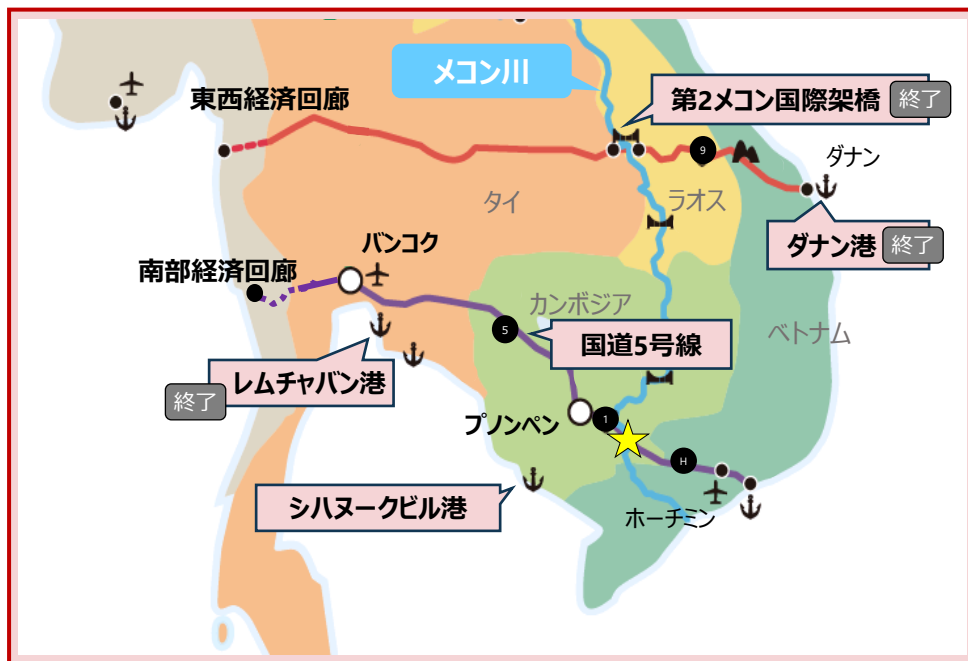 メコン川
東西経済回廊
第2メコン国際架橋
終了
9
ダナン
タイ
ラオス
ダナン港
終了
バンコク
南部経済回廊
カンボジア
5
国道5号線
ベトナム
レムチャバン港
終了
プノンペン
1
H
シハヌークビル港
ホーチミン